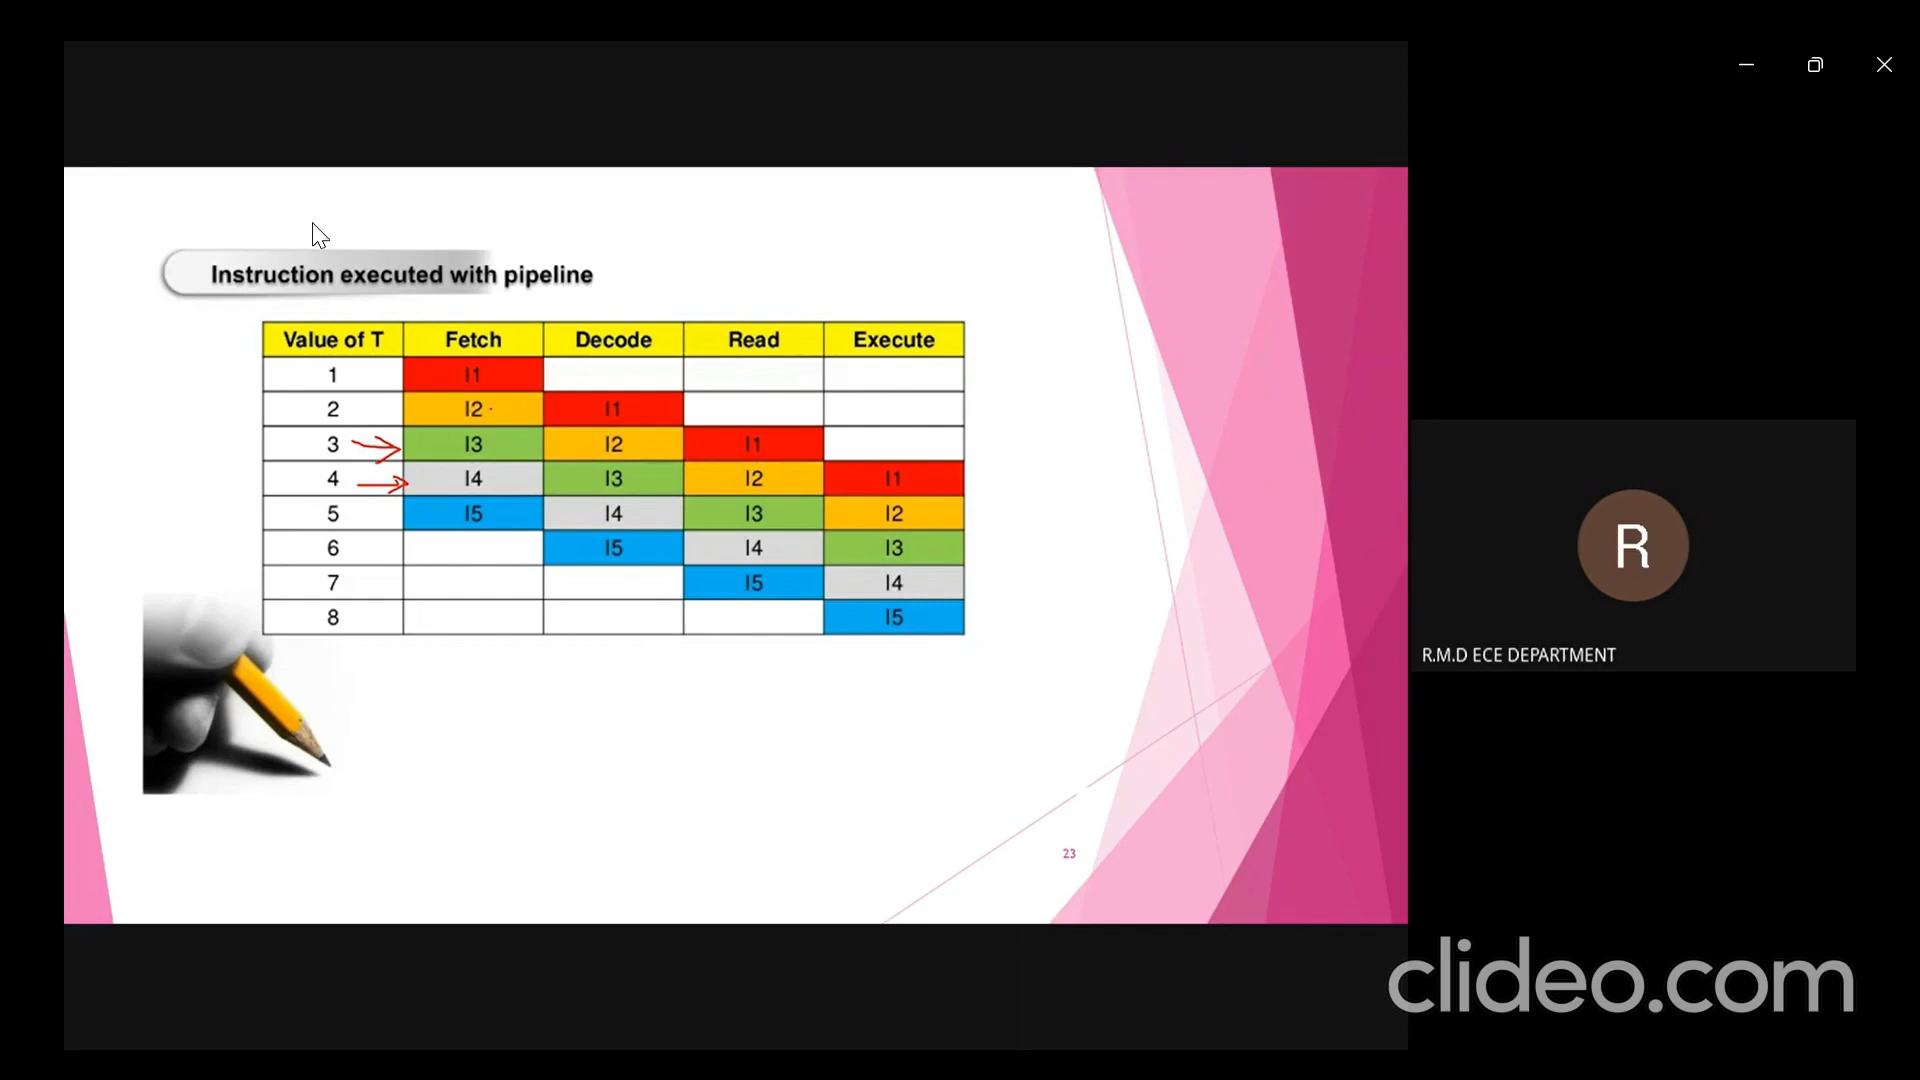 Instruction executed with pipeline
Value of T Fetch Decode Read Execute
1 I1
2 I2 I1
3 I3 I2 I1
4 I4 I3 I2 I1
5 I5 I4 I3 I2
6 I5 I4 I3
7 I5 I4
8 I5
23
R
R.M.D ECE DEPARTMENT
clideo.com